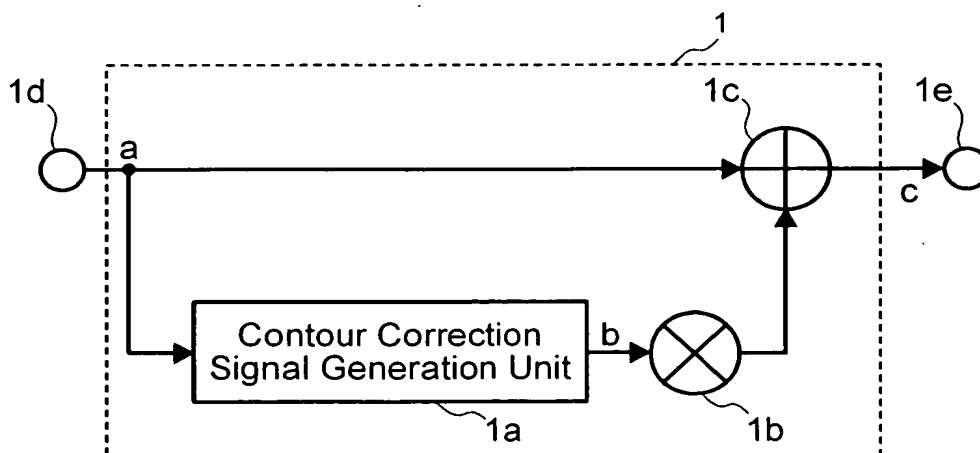 1
1d
1c
1e
a
c
Contour Correction
Signal Generation Unit
b
1a
1b